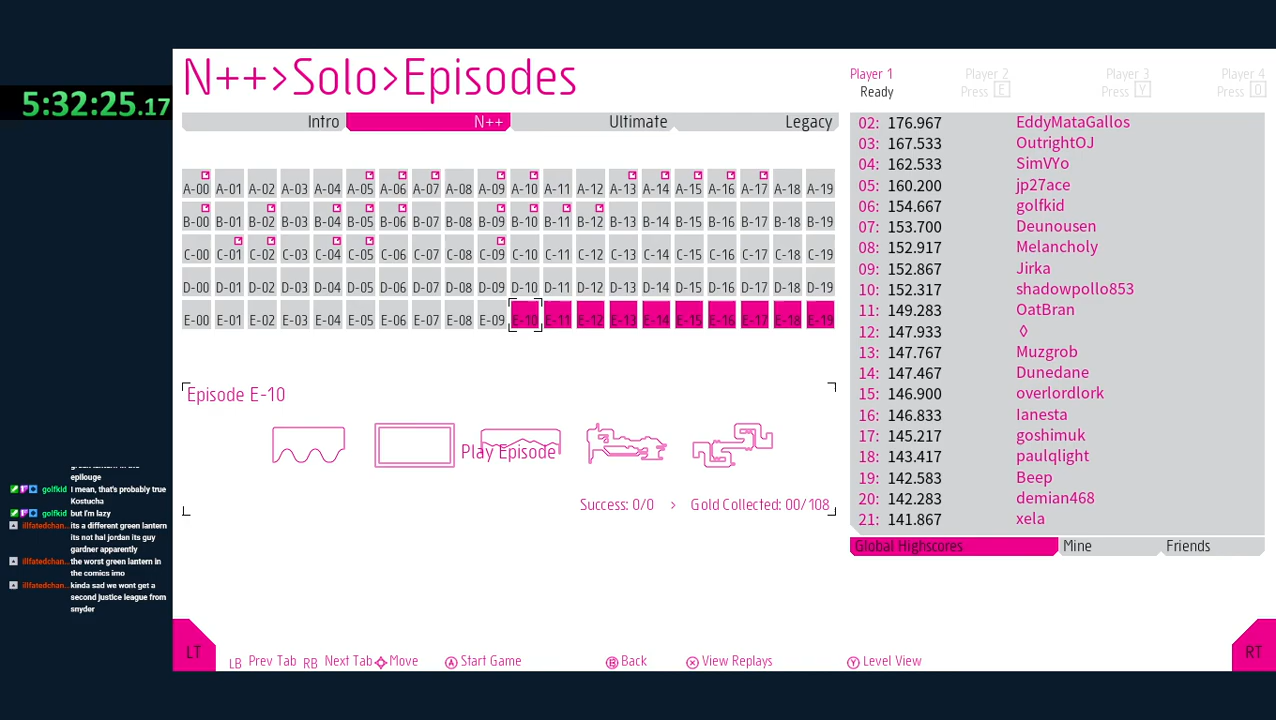 N++>Solo>Episodes
Player 1
Ready
Player 2
Press E
Player 3
Press Y
Player 4
Press O
5:32:25.17
Intro
N++
Ultimate
Legacy
A-00 A-01 A-02 A-03 A-04 A-05 A-06 A-07 A-08 A-09 A-10 A-11 A-12 A-13 A-14 A-15 A-16 A-17 A-18 A-19
B-00 B-01 B-02 B-03 B-04 B-05 B-06 B-07 B-08 B-09 B-10 B-11 B-12 B-13 B-14 B-15 B-16 B-17 B-18 B-19
C-00 C-01 C-02 C-03 C-04 C-05 C-06 C-07 C-08 C-09 C-10 C-11 C-12 C-13 C-14 C-15 C-16 C-17 C-18 C-19
D-00 D-01 D-02 D-03 D-04 D-05 D-06 D-07 D-08 D-09 D-10 D-11 D-12 D-13 D-14 D-15 D-16 D-17 D-18 D-19
E-00 E-01 E-02 E-03 E-04 E-05 E-06 E-07 E-08 E-09 E-10 E-11 E-12 E-13 E-14 E-15 E-16 E-17 E-18 E-19
Episode E-10
Play Episode
Success: 0/0 > Gold Collected: 00/108
02: 176.967 EddyMataGallos
03: 167.533 OutrightOJ
04: 162.533 SimVYo
05: 160.200 jp27ace
06: 154.667 golfkid
07: 153.700 Deunousen
08: 152.917 Melancholy
09: 152.867 Jirka
10: 152.317 shadowpollo853
11: 149.283 OatBran
12: 147.933 ◊
13: 147.767 Muzgrob
14: 147.467 Dunedane
15: 146.900 overlordlork
16: 146.833 Ianesta
17: 145.217 goshimuk
18: 143.417 paulqlight
19: 142.583 Beep
20: 142.283 demian468
21: 141.867 xela
Global Highscores
Mine
Friends
epilouge
golfkid I mean, that's probably true
Kostucha
golfkid but I'm lazy
illfatedchan... its a different green lantern
its not hal jordan its guy
gardner apparently
illfatedchan... the worst green lantern in
the comics imo
illfatedchan... kinda sad we wont get a
second justice league from
snyder
LT
LB Prev Tab RB Next Tab Move A Start Game B Back X View Replays Y Level View
RT